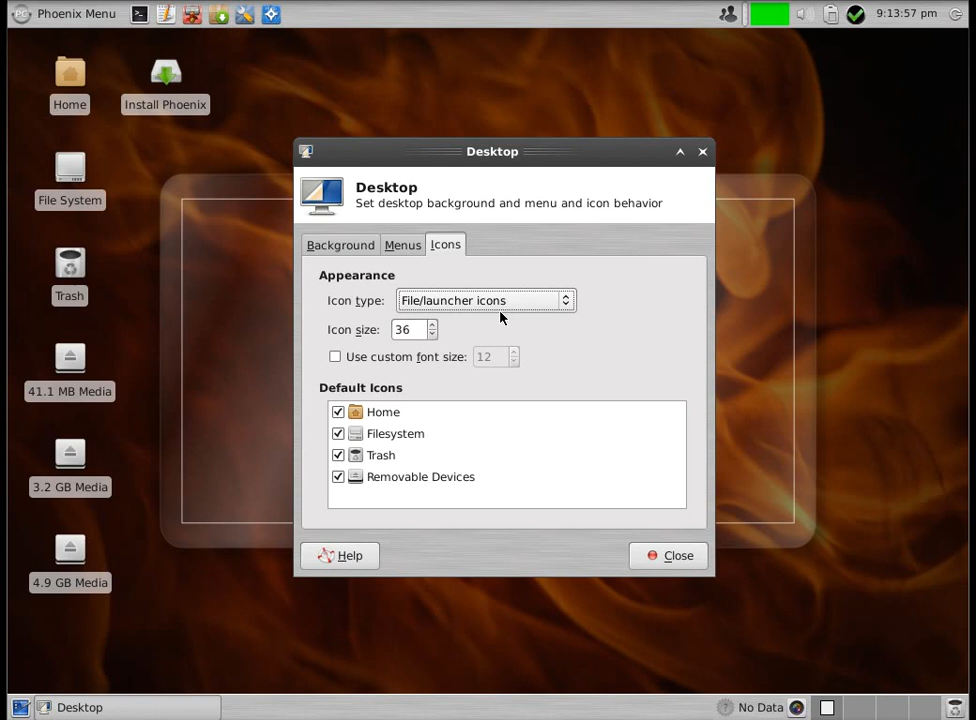 Phoenix Menu
9:13:57 pm
Home
Install Phoenix
File System
Trash
41.1 MB Media
3.2 GB Media
4.9 GB Media
Desktop
Desktop
Set desktop background and menu and icon behavior
Background Menus Icons
Appearance
Icon type: File/launcher icons
Icon size: 36
Use custom font size: 12
Default Icons
Home
Filesystem
Trash
Removable Devices
Help Close
Desktop
No Data